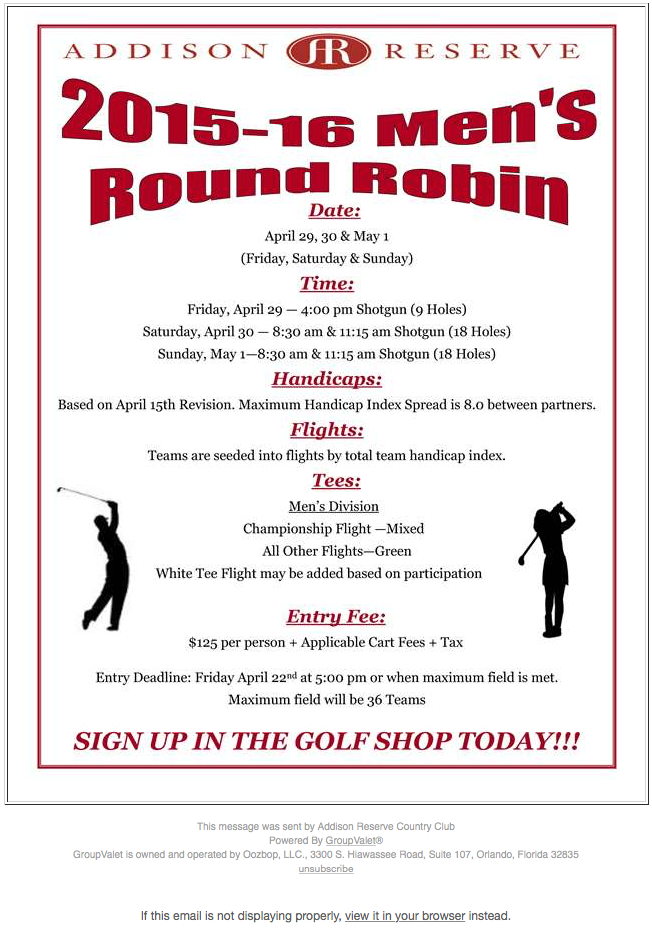 ADDISON AR RESERVE
2015-16 Men's
Round Robin
Date:
April 29, 30 & May 1
(Friday, Saturday & Sunday)
Time:
Friday, April 29 — 4:00 pm Shotgun (9 Holes)
Saturday, April 30 — 8:30 am & 11:15 am Shotgun (18 Holes)
Sunday, May 1—8:30 am & 11:15 am Shotgun (18 Holes)
Handicaps:
Based on April 15th Revision. Maximum Handicap Index Spread is 8.0 between partners.
Flights:
Teams are seeded into flights by total team handicap index.
Tees:
Men's Division
Championship Flight —Mixed
All Other Flights—Green
White Tee Flight may be added based on participation
Entry Fee:
$125 per person + Applicable Cart Fees + Tax
Entry Deadline: Friday April 22nd at 5:00 pm or when maximum field is met.
Maximum field will be 36 Teams
SIGN UP IN THE GOLF SHOP TODAY!!!
This message was sent by Addison Reserve Country Club
Powered By GroupValet®
GroupValet is owned and operated by Oozbop, LLC., 3300 S. Hiawassee Road, Suite 107, Orlando, Florida 32835
unsubscribe
If this email is not displaying properly, view it in your browser instead.